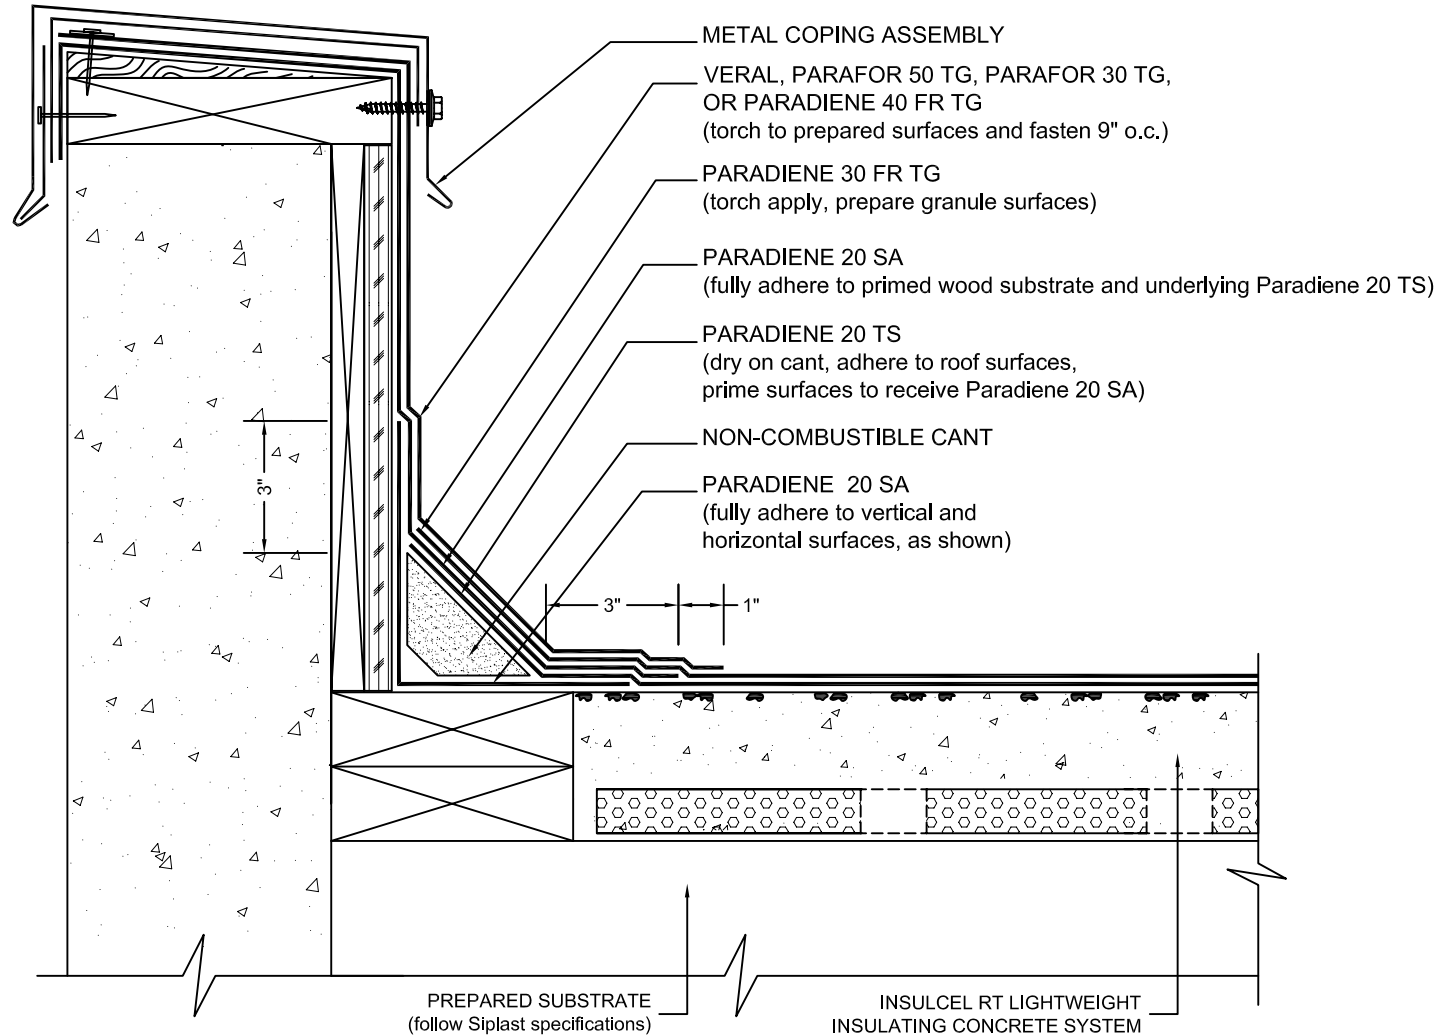 METAL COPING ASSEMBLY
VERAL, PARAFOR 50 TG, PARAFOR 30 TG,
OR PARADIENE 40 FR TG
(torch to prepared surfaces and fasten 9" o.c.)
PARADIENE 30 FR TG
(torch apply, prepare granule surfaces)
PARADIENE 20 SA
(fully adhere to primed wood substrate and underlying Paradiene 20 TS)
PARADIENE 20 TS
(dry on cant, adhere to roof surfaces,
prime surfaces to receive Paradiene 20 SA)
NON-COMBUSTIBLE CANT
PARADIENE 20 SA
(fully adhere to vertical and
horizontal surfaces, as shown)
3"
3"
1"
PREPARED SUBSTRATE
(follow Siplast specifications)
INSULCEL RT LIGHTWEIGHT
INSULATING CONCRETE SYSTEM